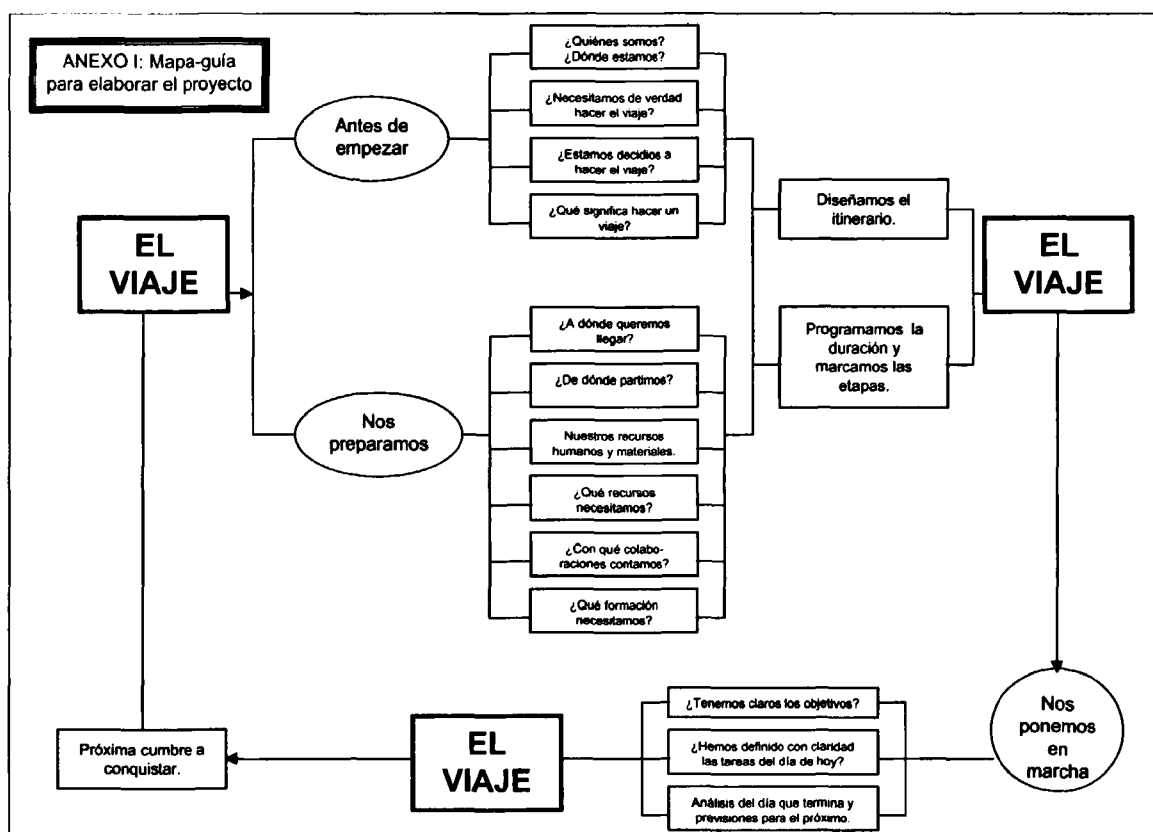 ANEXO I: Mapa-guía
para elaborar el proyecto
EL
VIAJE
Antes de
empezar
¿Quiénes somos?
¿Dónde estamos?
¿Necesitamos de verdad
hacer el viaje?
¿Estamos decidios a
hacer el viaje?
¿Qué significa hacer un
viaje?
Nos
preparamos
¿A dónde queremos
llegar?
¿De dónde partimos?
Nuestros recursos
humanos y materiales.
¿Qué recursos
necesitamos?
¿Con qué colabo-
raciones contamos?
¿Qué formación
necesitamos?
Diseñamos el
itinerario.
Programamos la
duración y
marcamos las
etapas.
EL
VIAJE
Nos
ponemos
en
marcha
¿Tenemos claros los objetivos?
¿Hemos definido con claridad
las tareas del día de hoy?
Análisis del día que termina y
previsiones para el próximo.
EL
VIAJE
Próxima cumbre a
conquistar.